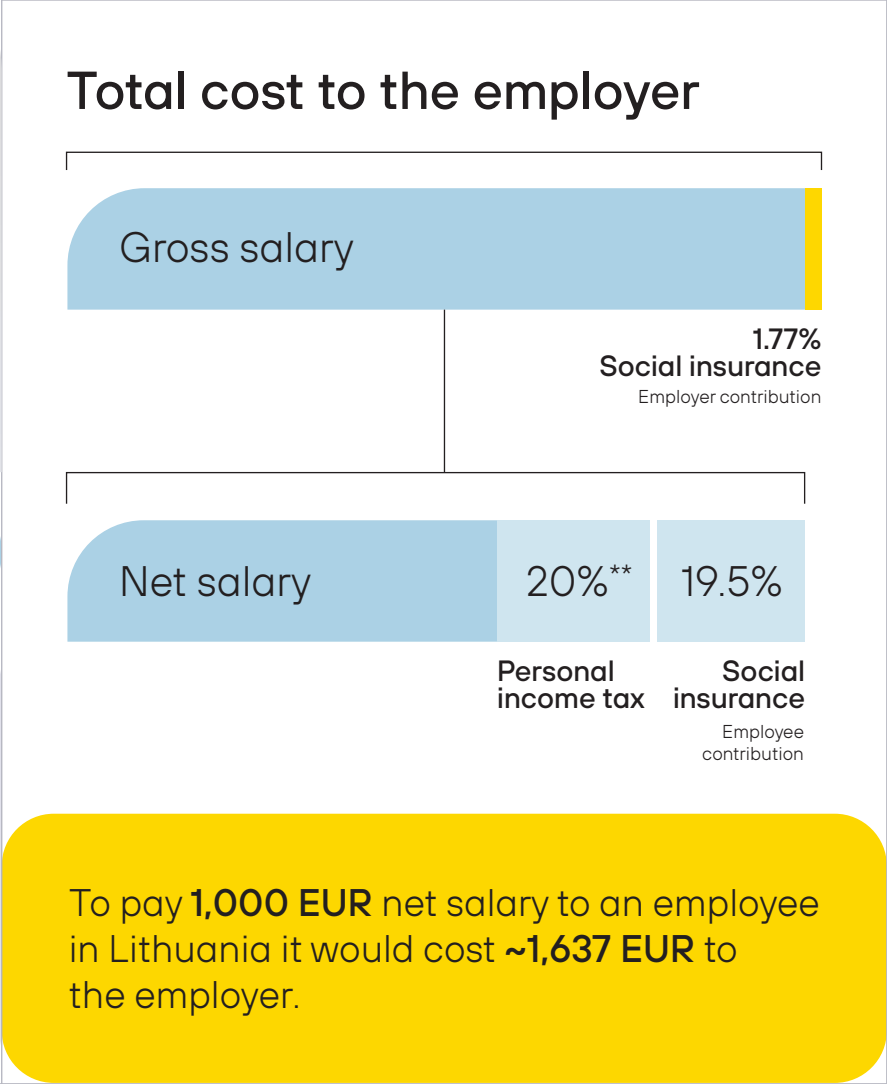 Total cost to the employer
Gross salary
1.77%
Social insurance
Employer contribution
Net salary
20%**
19.5%
Personal
income tax
Social
insurance
Employee
contribution
To pay 1,000 EUR net salary to an employee
in Lithuania it would cost ~1,637 EUR to
the employer.